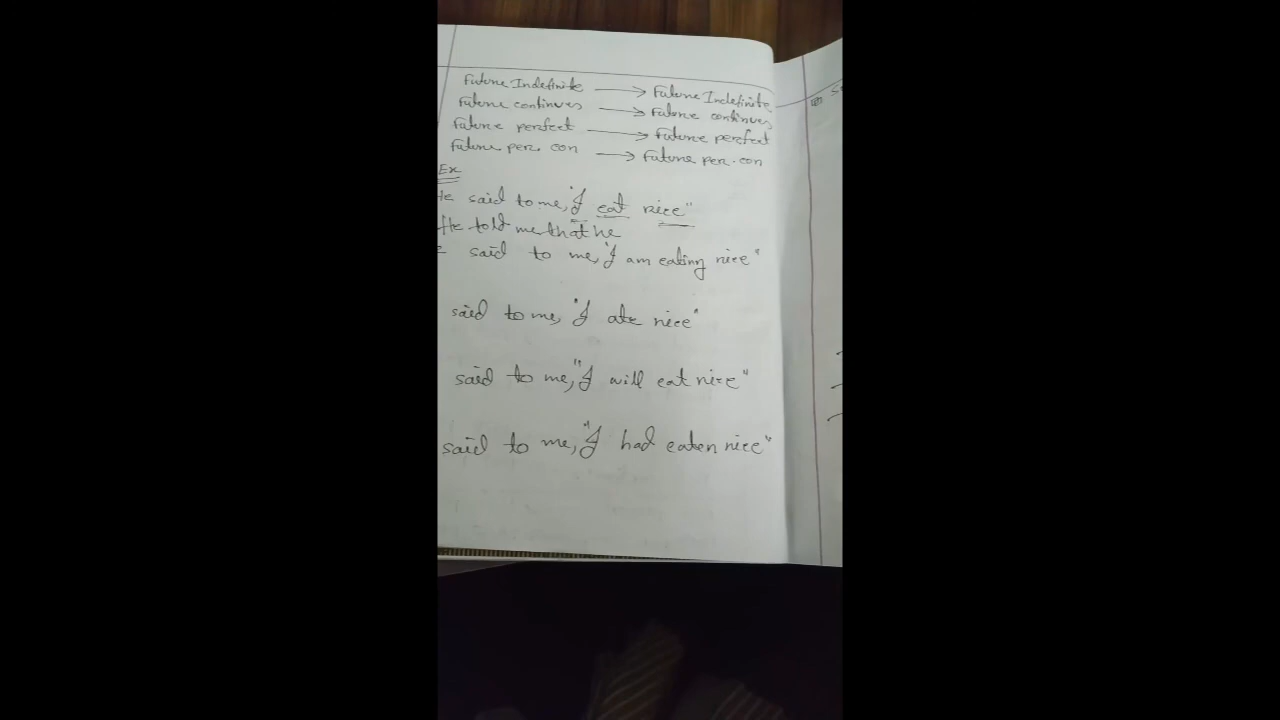 Future Indefinite → Future Indefinite
Future continues → Future continues
Future perfect → Future perfect
Future per. con → Future per. con
Ex
He said to me, "I eat rice"
He told me that he
said to me, "I am eating rice"
said to me, "I ate rice"
said to me, "I will eat rice"
said to me, "I had eaten rice"